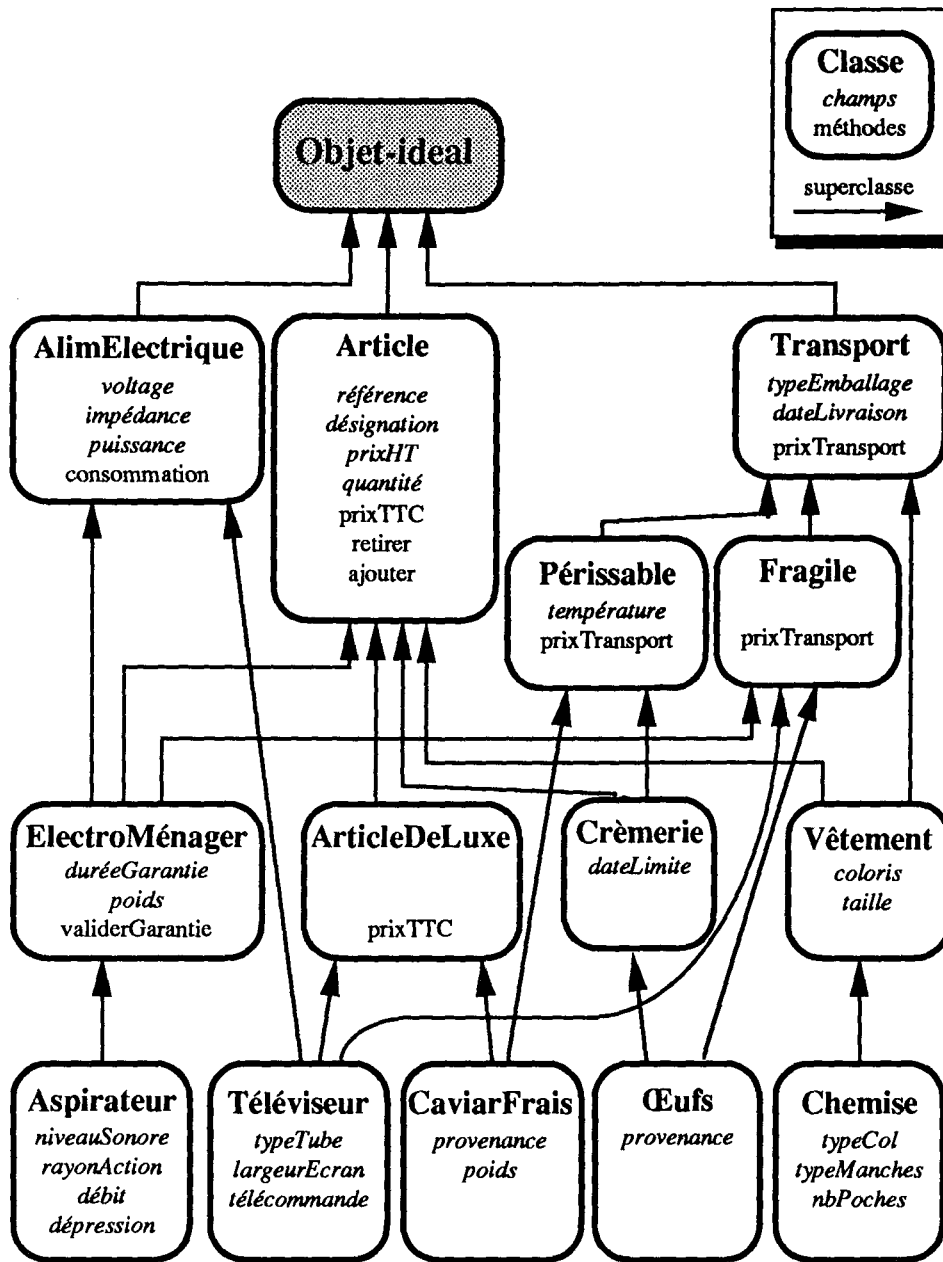 Classe
champs
méthodes
superclasse
Objet-ideal
AlimElectrique
voltage
impédance
puissance
consommation
Article
référence
désignation
prixHT
quantité
prixTTC
retirer
ajouter
Transport
typeEmballage
dateLivraison
prixTransport
Périssable
température
prixTransport
Fragile
prixTransport
ElectroMénager
duréeGarantie
poids
validerGarantie
ArticleDeLuxe
prixTTC
Crèmerie
dateLimite
Vêtement
coloris
taille
Aspirateur
niveauSonore
rayonAction
débit
dépression
Téléviseur
typeTube
largeurEcran
télécommande
CaviarFrais
provenance
poids
Œufs
provenance
Chemise
typeCol
typeManches
nbPoches